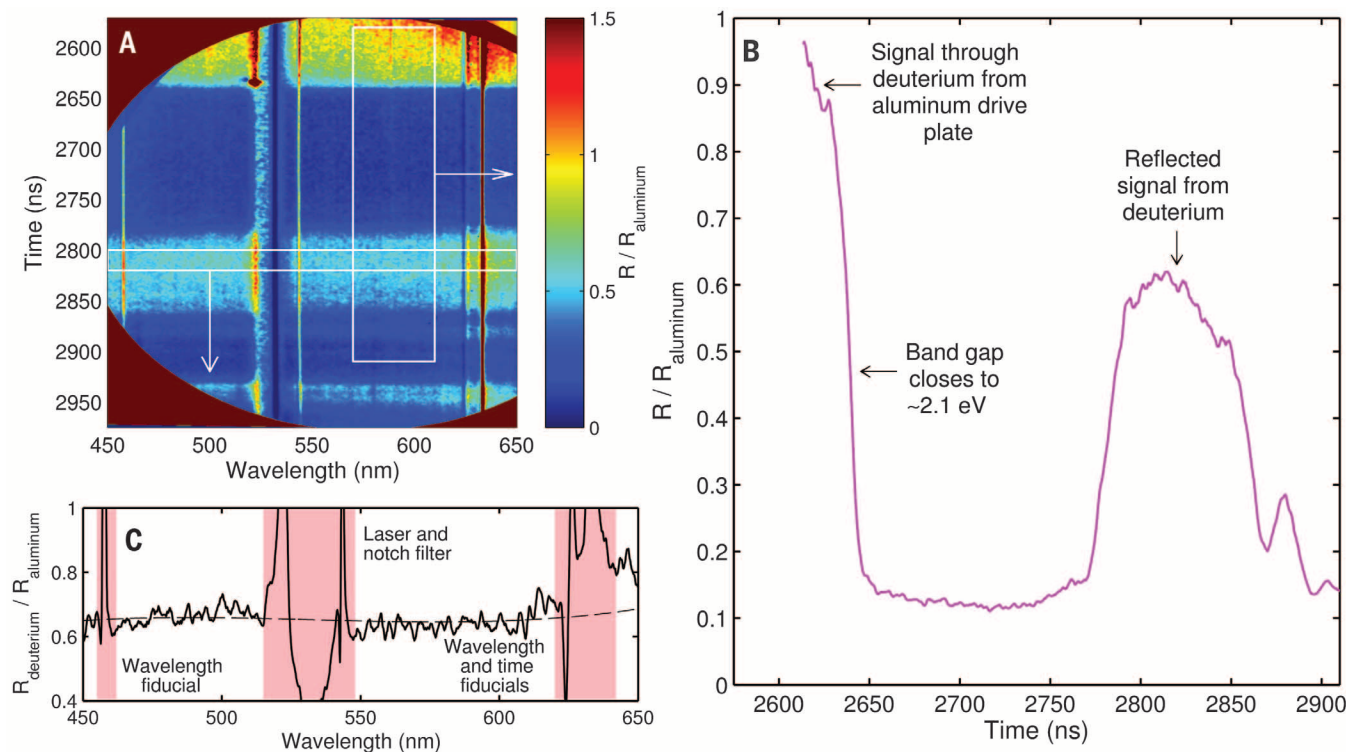 A
2600
2650
2700
2750
2800
2850
2900
2950
Time (ns)
450
500
550
600
650
Wavelength (nm)
1.5
1
0.5
0
R / R aluminum
B
Signal through
deuterium from
aluminum drive
plate
Reflected
signal from
deuterium
Band gap
closes to
~2.1 eV
1
0.9
0.8
0.7
0.6
0.5
0.4
0.3
0.2
0.1
0
R / R aluminum
2600
2650
2700
2750
2800
2850
2900
Time (ns)
C
Laser and
notch filter
Wavelength
fiducial
Wavelength
and time
fiducials
1
0.8
0.6
0.4
R deuterium / R aluminum
450
500
550
600
650
Wavelength (nm)